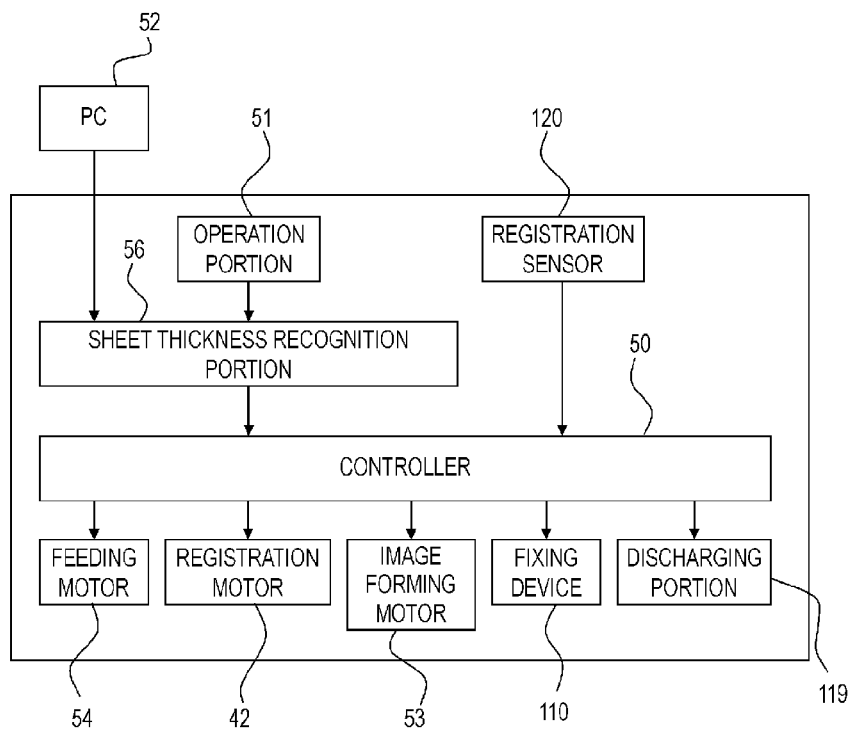 52
PC
51
120
OPERATION
PORTION
REGISTRATION
SENSOR
56
SHEET THICKNESS RECOGNITION
PORTION
50
CONTROLLER
FEEDING
MOTOR
REGISTRATION
MOTOR
IMAGE
FORMING
MOTOR
FIXING
DEVICE
DISCHARGING
PORTION
54
42
53
110
119